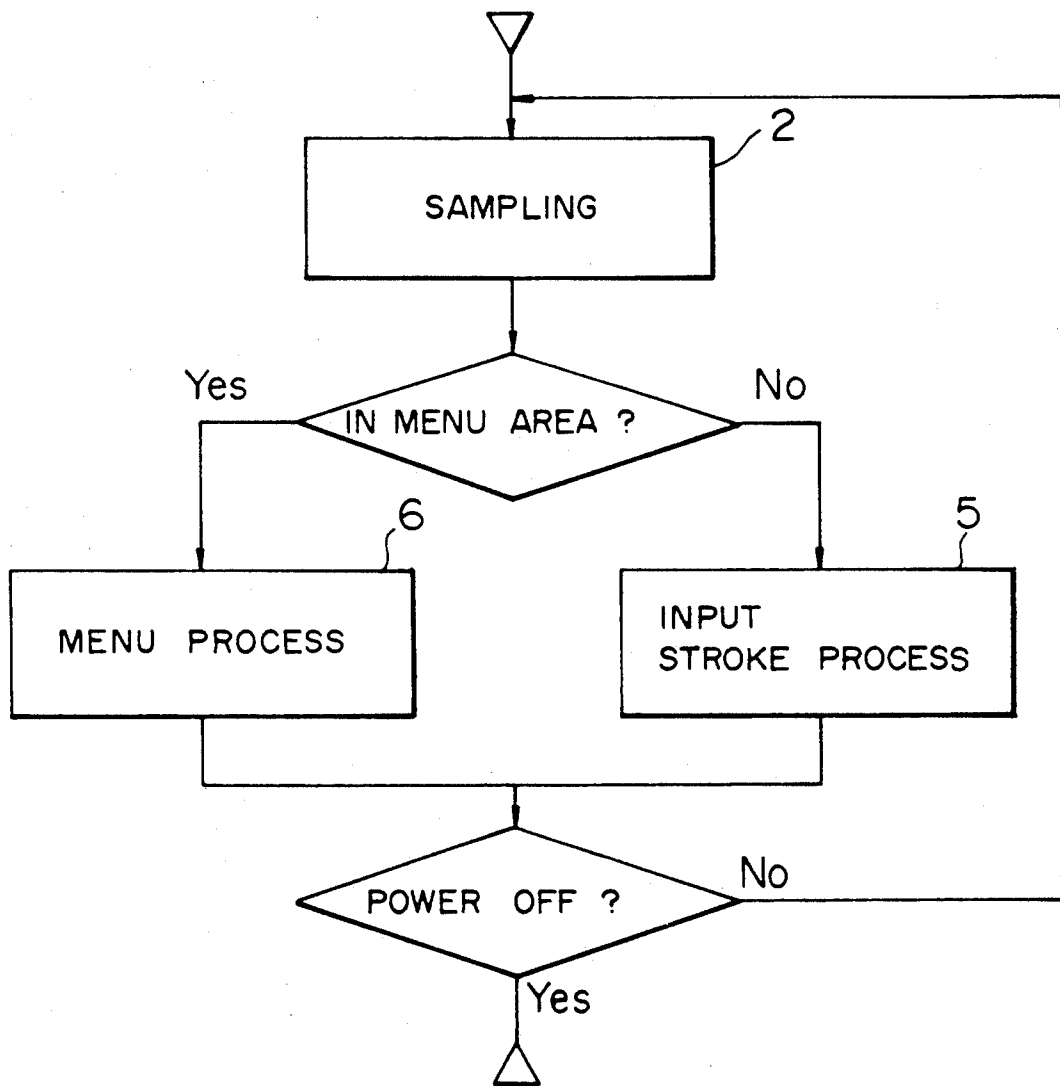 2
SAMPLING
Yes
No
IN MENU AREA ?
6
5
MENU PROCESS
INPUT
STROKE PROCESS
POWER OFF ?
No
Yes